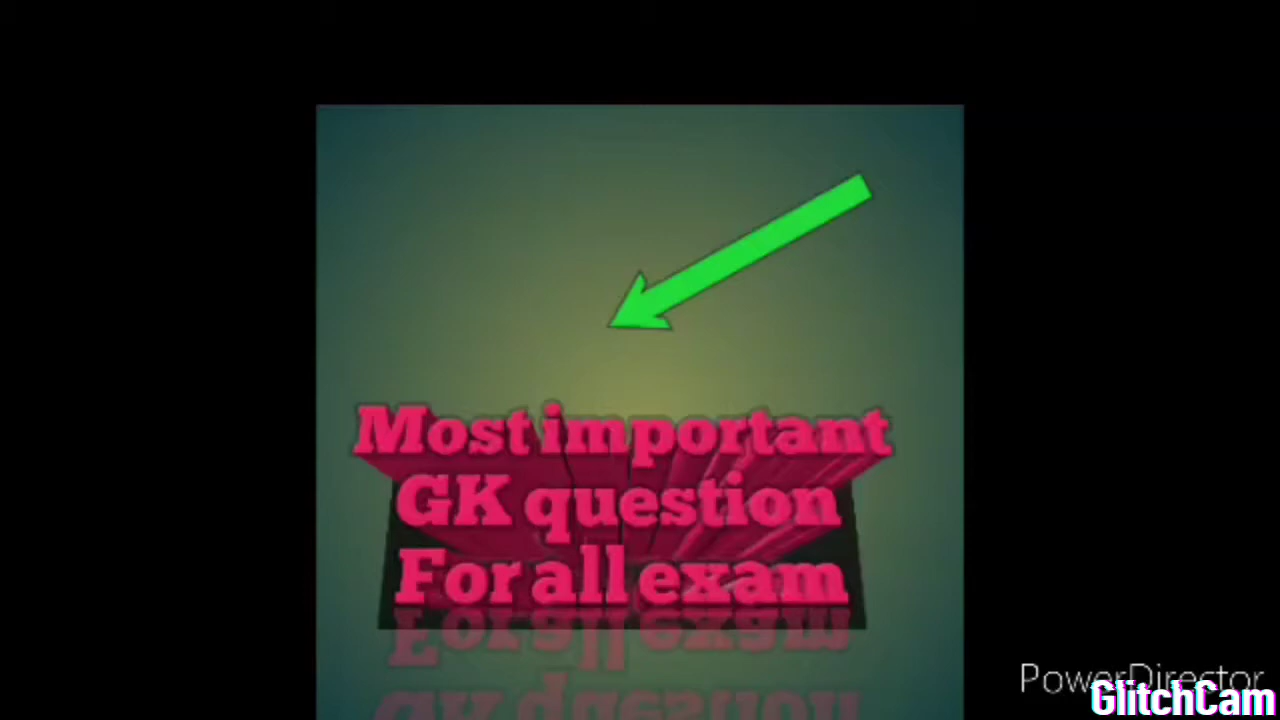 Most important
GK question
For all exam
PowerDirector
GlitchCam